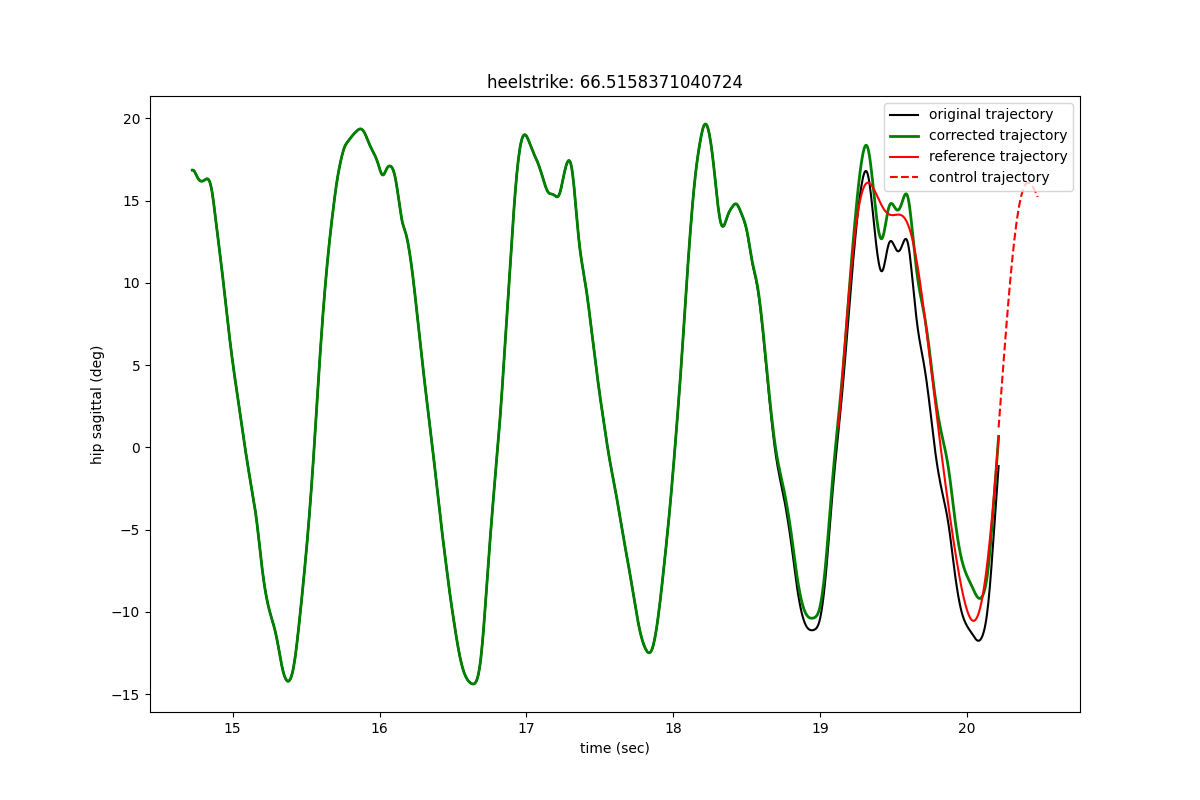 heelstrike: 66.5158371040724
original trajectory
corrected trajectory
reference trajectory
control trajectory
20
15
10
5
0
−5
−10
−15
hip sagittal (deg)
15 16 17 18 19 20
time (sec)